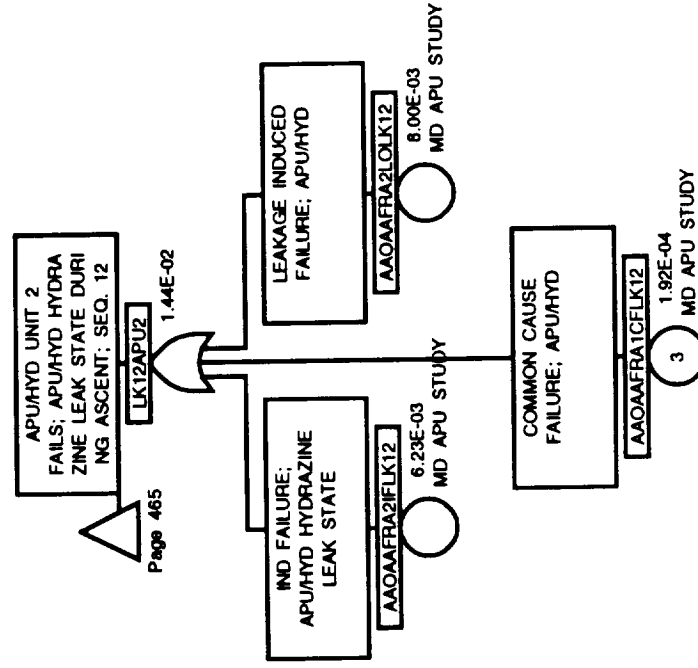 APU/HYD UNIT 2
FAILS; APU/HYD HYDRA
ZINE LEAK STATE DURI
NG ASCENT; SEQ. 12
Page 465
LK12APU2
1.44E-02
IND FAILURE;
APU/HYD HYDRAZINE
LEAK STATE
AAOAAFRA2IFLK12
6.23E-03
MD APU STUDY
COMMON CAUSE
FAILURE; APU/HYD
AAOAAFRA1CFLK12
3
1.92E-04
MD APU STUDY
LEAKAGE INDUCED
FAILURE; APU/HYD
AAOAAFRA2LOLK12
8.00E-03
MD APU STUDY